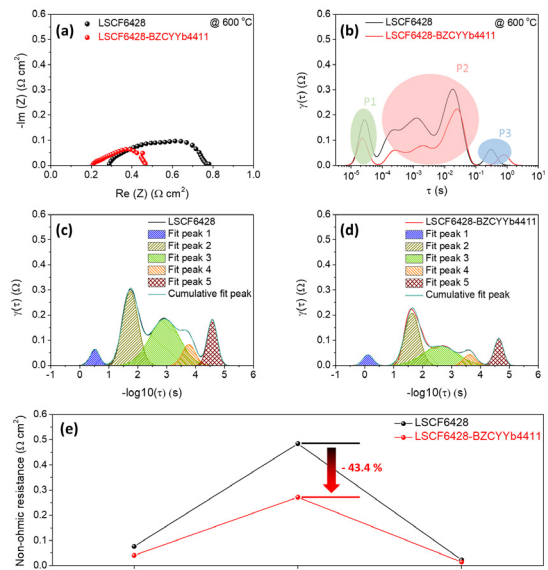 (a)
LSCF6428
@ 600 °C
LSCF6428-BZCYYb4411
-Im (Z) (Ω cm²)
0.6
0.5
0.4
0.3
0.2
0.1
0.0
0.0 0.2 0.4 0.6 0.8 1.0
Re (Z) (Ω cm²)
(b)
LSCF6428
@ 600 °C
LSCF6428-BZCYYb4411
P1
P2
P3
γ(τ) (Ω)
0.6
0.5
0.4
0.3
0.2
0.1
0.0
10⁻⁵ 10⁻⁴ 10⁻³ 10⁻² 10⁻¹ 10⁰ 10¹
τ (s)
(c)
LSCF6428
Fit peak 1
Fit peak 2
Fit peak 3
Fit peak 4
Fit peak 5
Cumulative fit peak
γ(τ) (Ω)
0.6
0.5
0.4
0.3
0.2
0.1
0.0
-1 0 1 2 3 4 5 6
-log10(τ) (s)
(d)
LSCF6428-BZCYYb4411
Fit peak 1
Fit peak 2
Fit peak 3
Fit peak 4
Fit peak 5
Cumulative fit peak
γ(τ) (Ω)
0.6
0.5
0.4
0.3
0.2
0.1
0.0
-1 0 1 2 3 4 5 6
-log10(τ) (s)
(e)
LSCF6428
LSCF6428-BZCYYb4411
- 43.4 %
Non-ohmic resistance (Ω cm²)
0.6
0.5
0.4
0.3
0.2
0.1
0.0